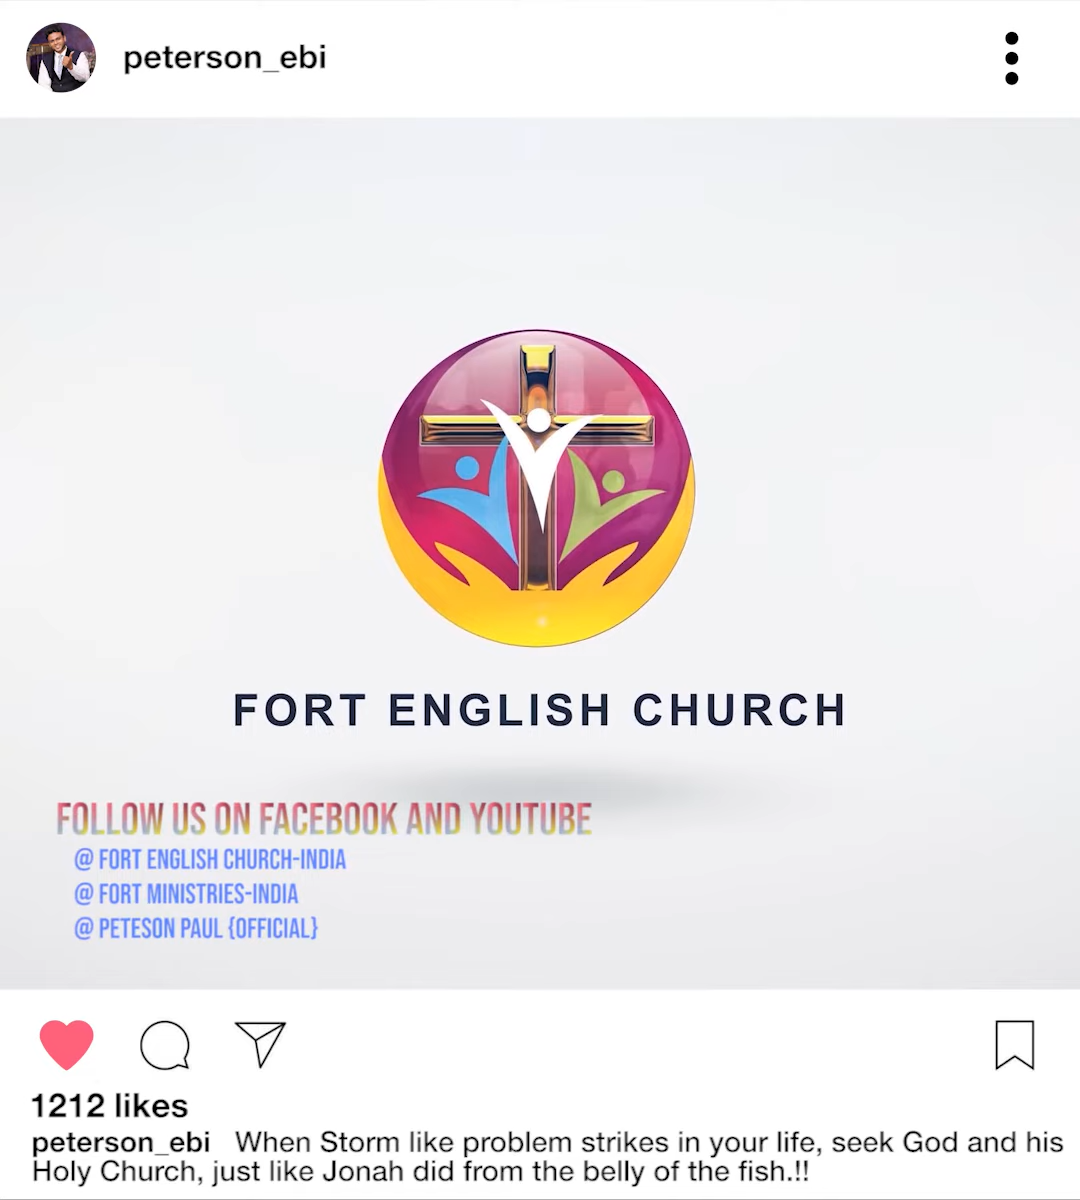 peterson_ebi
FORT ENGLISH CHURCH
FOLLOW US ON FACEBOOK AND YOUTUBE
@ FORT ENGLISH CHURCH-INDIA
@ FORT MINISTRIES-INDIA
@ PETESON PAUL {OFFICIAL}
1212 likes
peterson_ebi When Storm like problem strikes in your life, seek God and his
Holy Church, just like Jonah did from the belly of the fish.!!